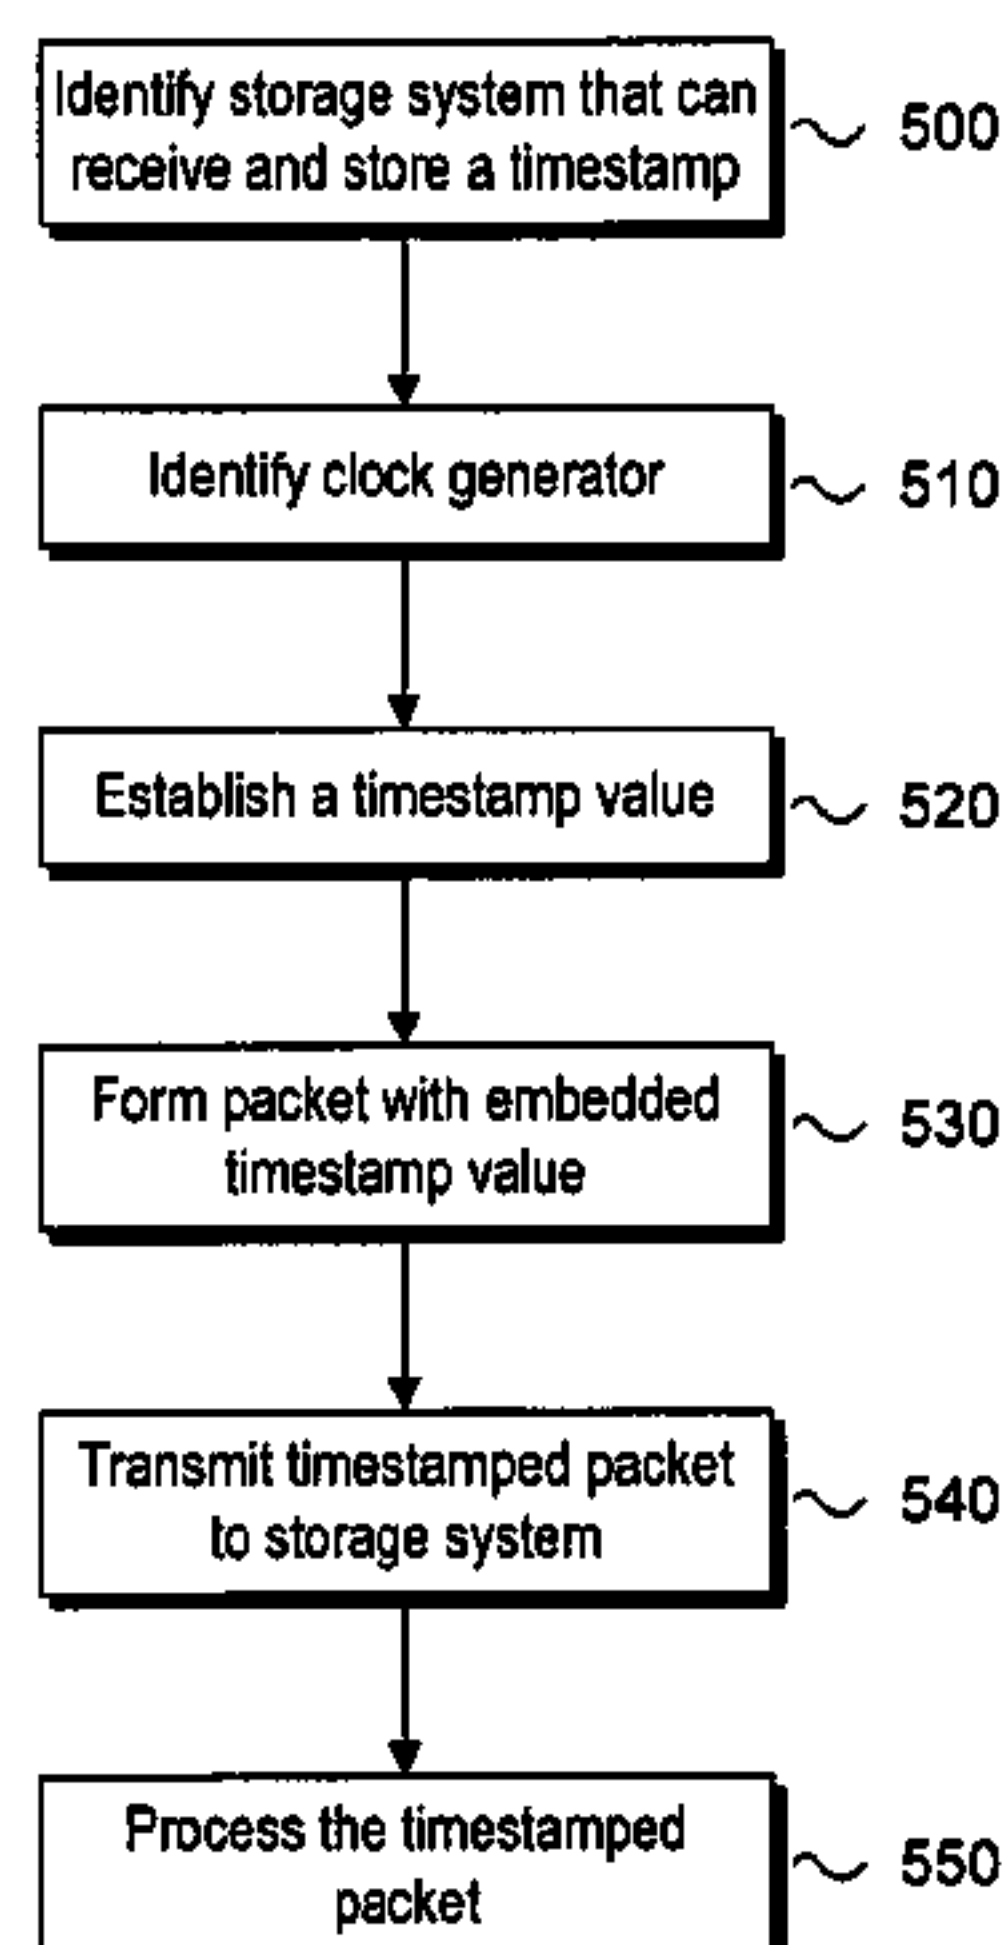 Identify storage system that can
receive and store a timestamp
500
Identify clock generator
510
Establish a timestamp value
520
Form packet with embedded
timestamp value
530
Transmit timestamped packet
to storage system
540
Process the timestamped
packet
550